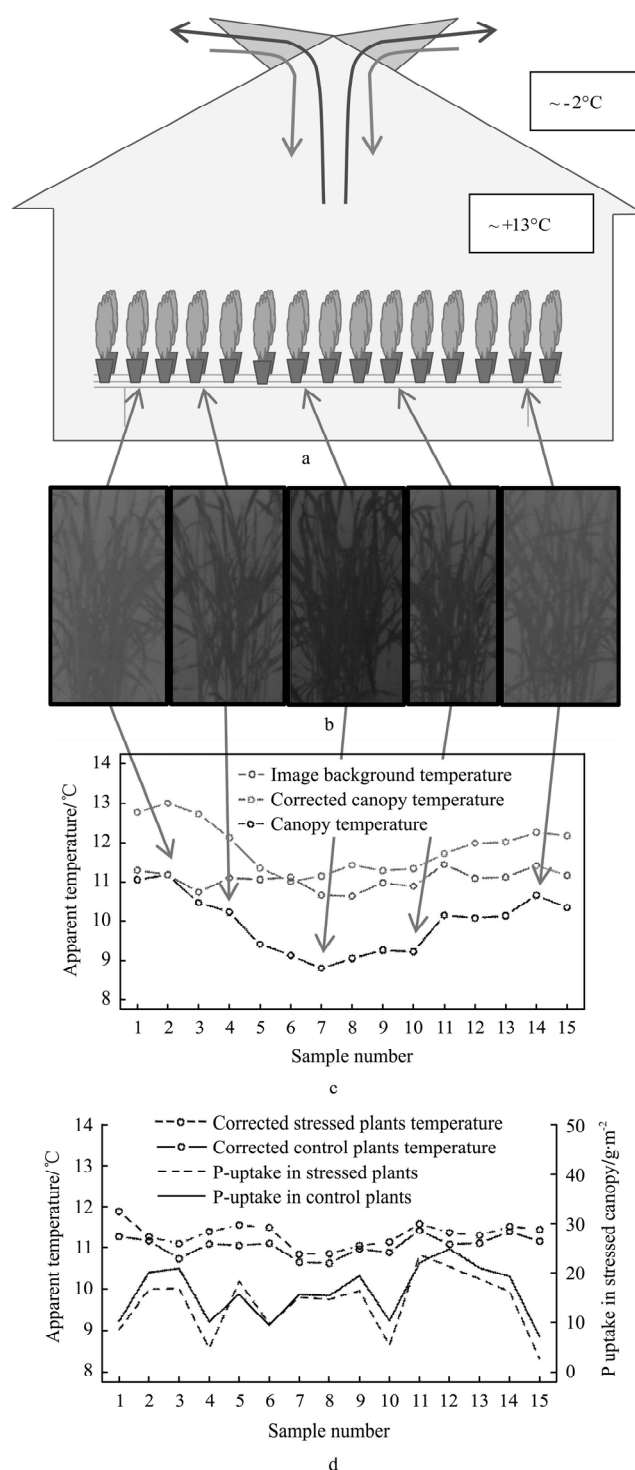 ~-2°C
~+13°C
a
b
14
13
12
11
10
9
8
Apparent temperature/℃
Image background temperature
Corrected canopy temperature
Canopy temperature
1 2 3 4 5 6 7 8 9 10 11 12 13 14 15
Sample number
c
14
13
12
11
10
9
8
Apparent temperature/℃
Corrected stressed plants temperature
Corrected control plants temperature
P-uptake in stressed plants
P-uptake in control plants
50
40
30
20
10
0
P uptake in stressed canopy/g·m⁻²
1 2 3 4 5 6 7 8 9 10 11 12 13 14 15
Sample number
d